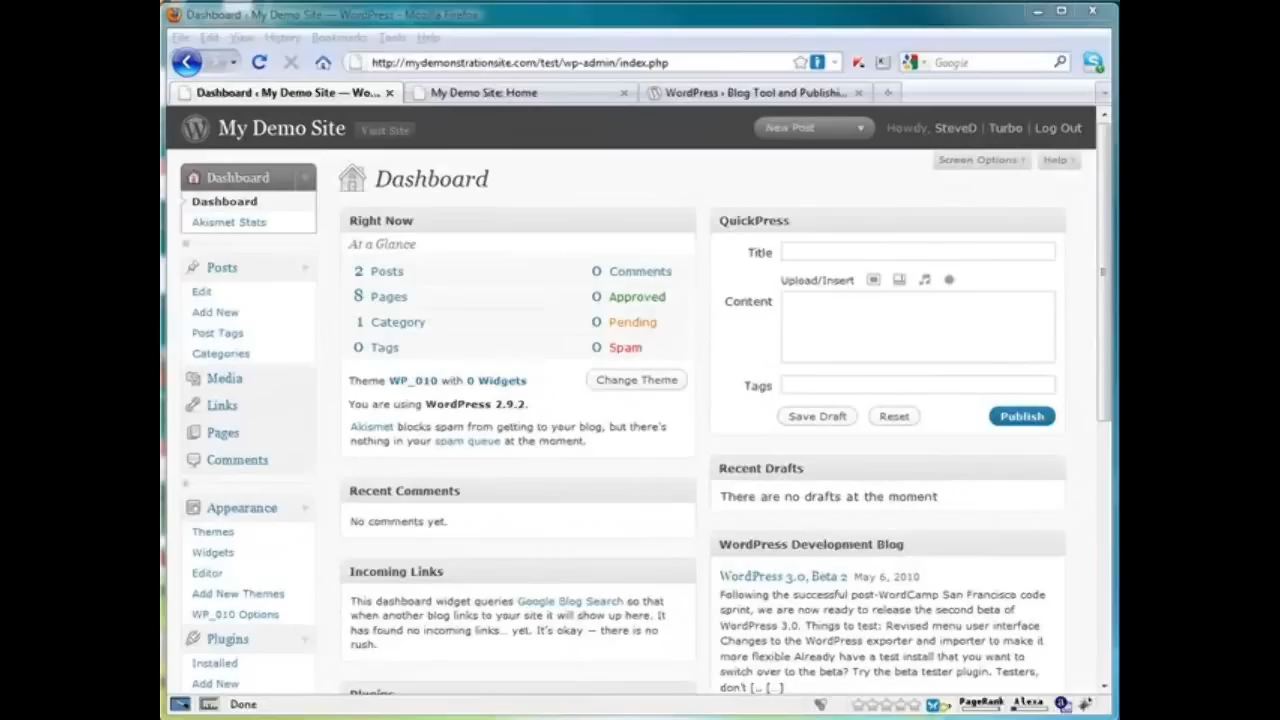 Dashboard ‹ My Demo Site — WordPress - Mozilla Firefox
File Edit View History Bookmarks Tools Help
http://mydemonstrationsite.com/test/wp-admin/index.php
Google
Dashboard ‹ My Demo Site — Wo...
My Demo Site: Home
WordPress › Blog Tool and Publishi...
My Demo Site
Visit Site
New Post
Howdy, SteveD | Turbo | Log Out
Screen Options
Help
Dashboard
Dashboard
Akismet Stats
Posts
Edit
Add New
Post Tags
Categories
Media
Links
Pages
Comments
Appearance
Themes
Widgets
Editor
Add New Themes
WP_010 Options
Plugins
Installed
Add New
Dashboard
Right Now
At a Glance
2 Posts 0 Comments
8 Pages 0 Approved
1 Category 0 Pending
0 Tags 0 Spam
Theme WP_010 with 0 Widgets
Change Theme
You are using WordPress 2.9.2.
Akismet blocks spam from getting to your blog, but there's
nothing in your spam queue at the moment.
Recent Comments
No comments yet.
Incoming Links
This dashboard widget queries Google Blog Search so that
when another blog links to your site it will show up here. It
has found no incoming links... yet. It's okay — there is no
rush.
Plugins
QuickPress
Title
Upload/Insert
Content
Tags
Save Draft
Reset
Publish
Recent Drafts
There are no drafts at the moment
WordPress Development Blog
WordPress 3.0, Beta 2 May 6, 2010
Following the successful post-WordCamp San Francisco code
sprint, we are now ready to release the second beta of
WordPress 3.0. Things to test: Revised menu user interface
Changes to the WordPress exporter and importer to make it
more flexible Already have a test install that you want to
switch over to the beta? Try the beta tester plugin. Testers,
don't [... [...]
Done
PageRank
Alexa